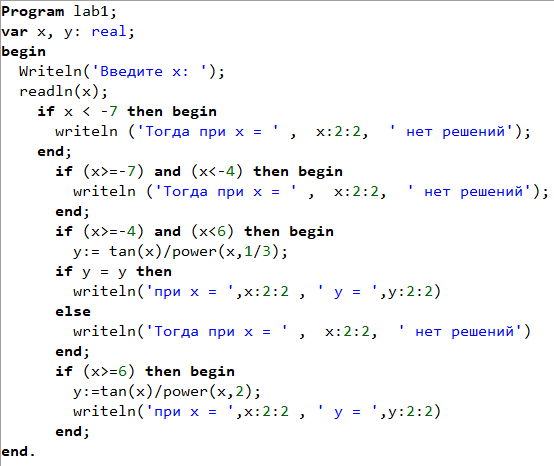 Program lab1;
var x, y: real;
begin
Writeln('Введите x: ');
readln(x);
if x < -7 then begin
writeln ('Тогда при x = ' , x:2:2, ' нет решений');
end;
if (x>=-7) and (x<-4) then begin
writeln ('Тогда при x = ' , x:2:2, ' нет решений');
end;
if (x>=-4) and (x<6) then begin
y:= tan(x)/power(x,1/3);
if y = y then
writeln('при x = ',x:2:2 , ' y = ',y:2:2)
else
writeln('Тогда при x = ' , x:2:2, ' нет решений')
end;
if (x>=6) then begin
y:=tan(x)/power(x,2);
writeln('при x = ',x:2:2 , ' y = ',y:2:2)
end;
end.